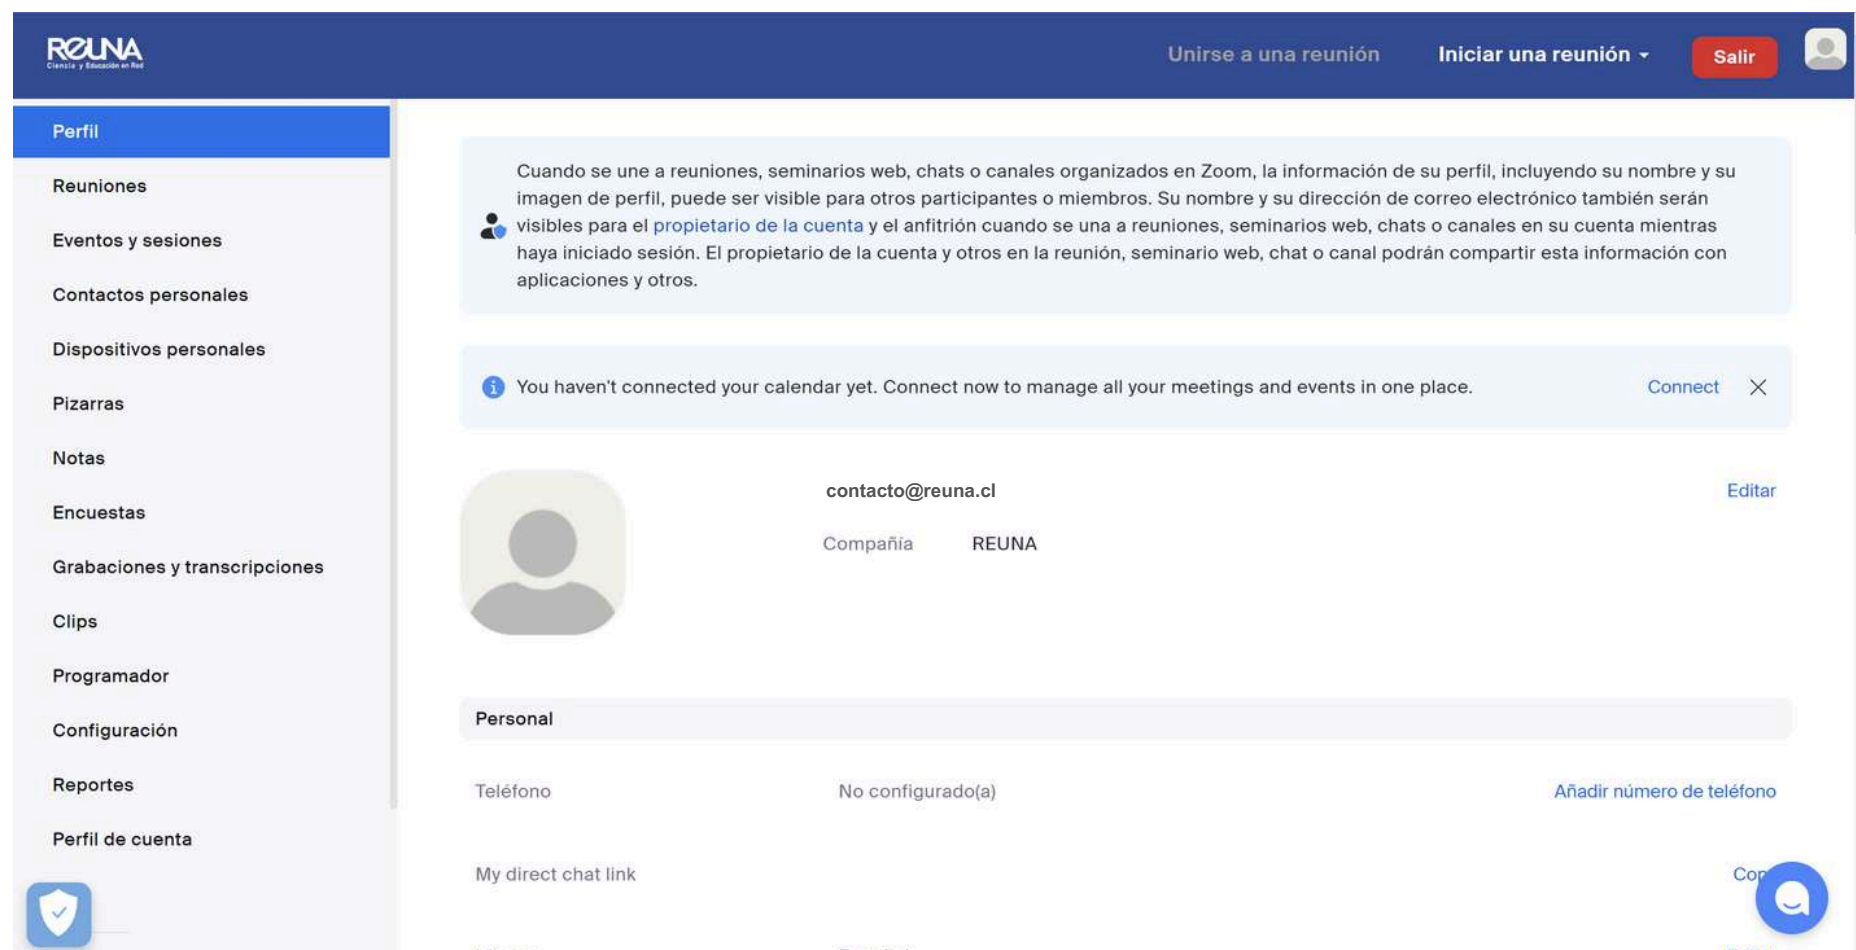 REUNA
Ciencia y Educación en Red
Unirse a una reunión
Iniciar una reunión
Salir
Perfil
Reuniones
Eventos y sesiones
Contactos personales
Dispositivos personales
Pizarras
Notas
Encuestas
Grabaciones y transcripciones
Clips
Programador
Configuración
Reportes
Perfil de cuenta
Cuando se une a reuniones, seminarios web, chats o canales organizados en Zoom, la información de su perfil, incluyendo su nombre y su
imagen de perfil, puede ser visible para otros participantes o miembros. Su nombre y su dirección de correo electrónico también serán
visibles para el propietario de la cuenta y el anfitrión cuando se una a reuniones, seminarios web, chats o canales en su cuenta mientras
haya iniciado sesión. El propietario de la cuenta y otros en la reunión, seminario web, chat o canal podrán compartir esta información con
aplicaciones y otros.
You haven't connected your calendar yet. Connect now to manage all your meetings and events in one place.
Connect
contacto@reuna.cl
Editar
Compañía REUNA
Personal
Teléfono No configurado(a) Añadir número de teléfono
My direct chat link